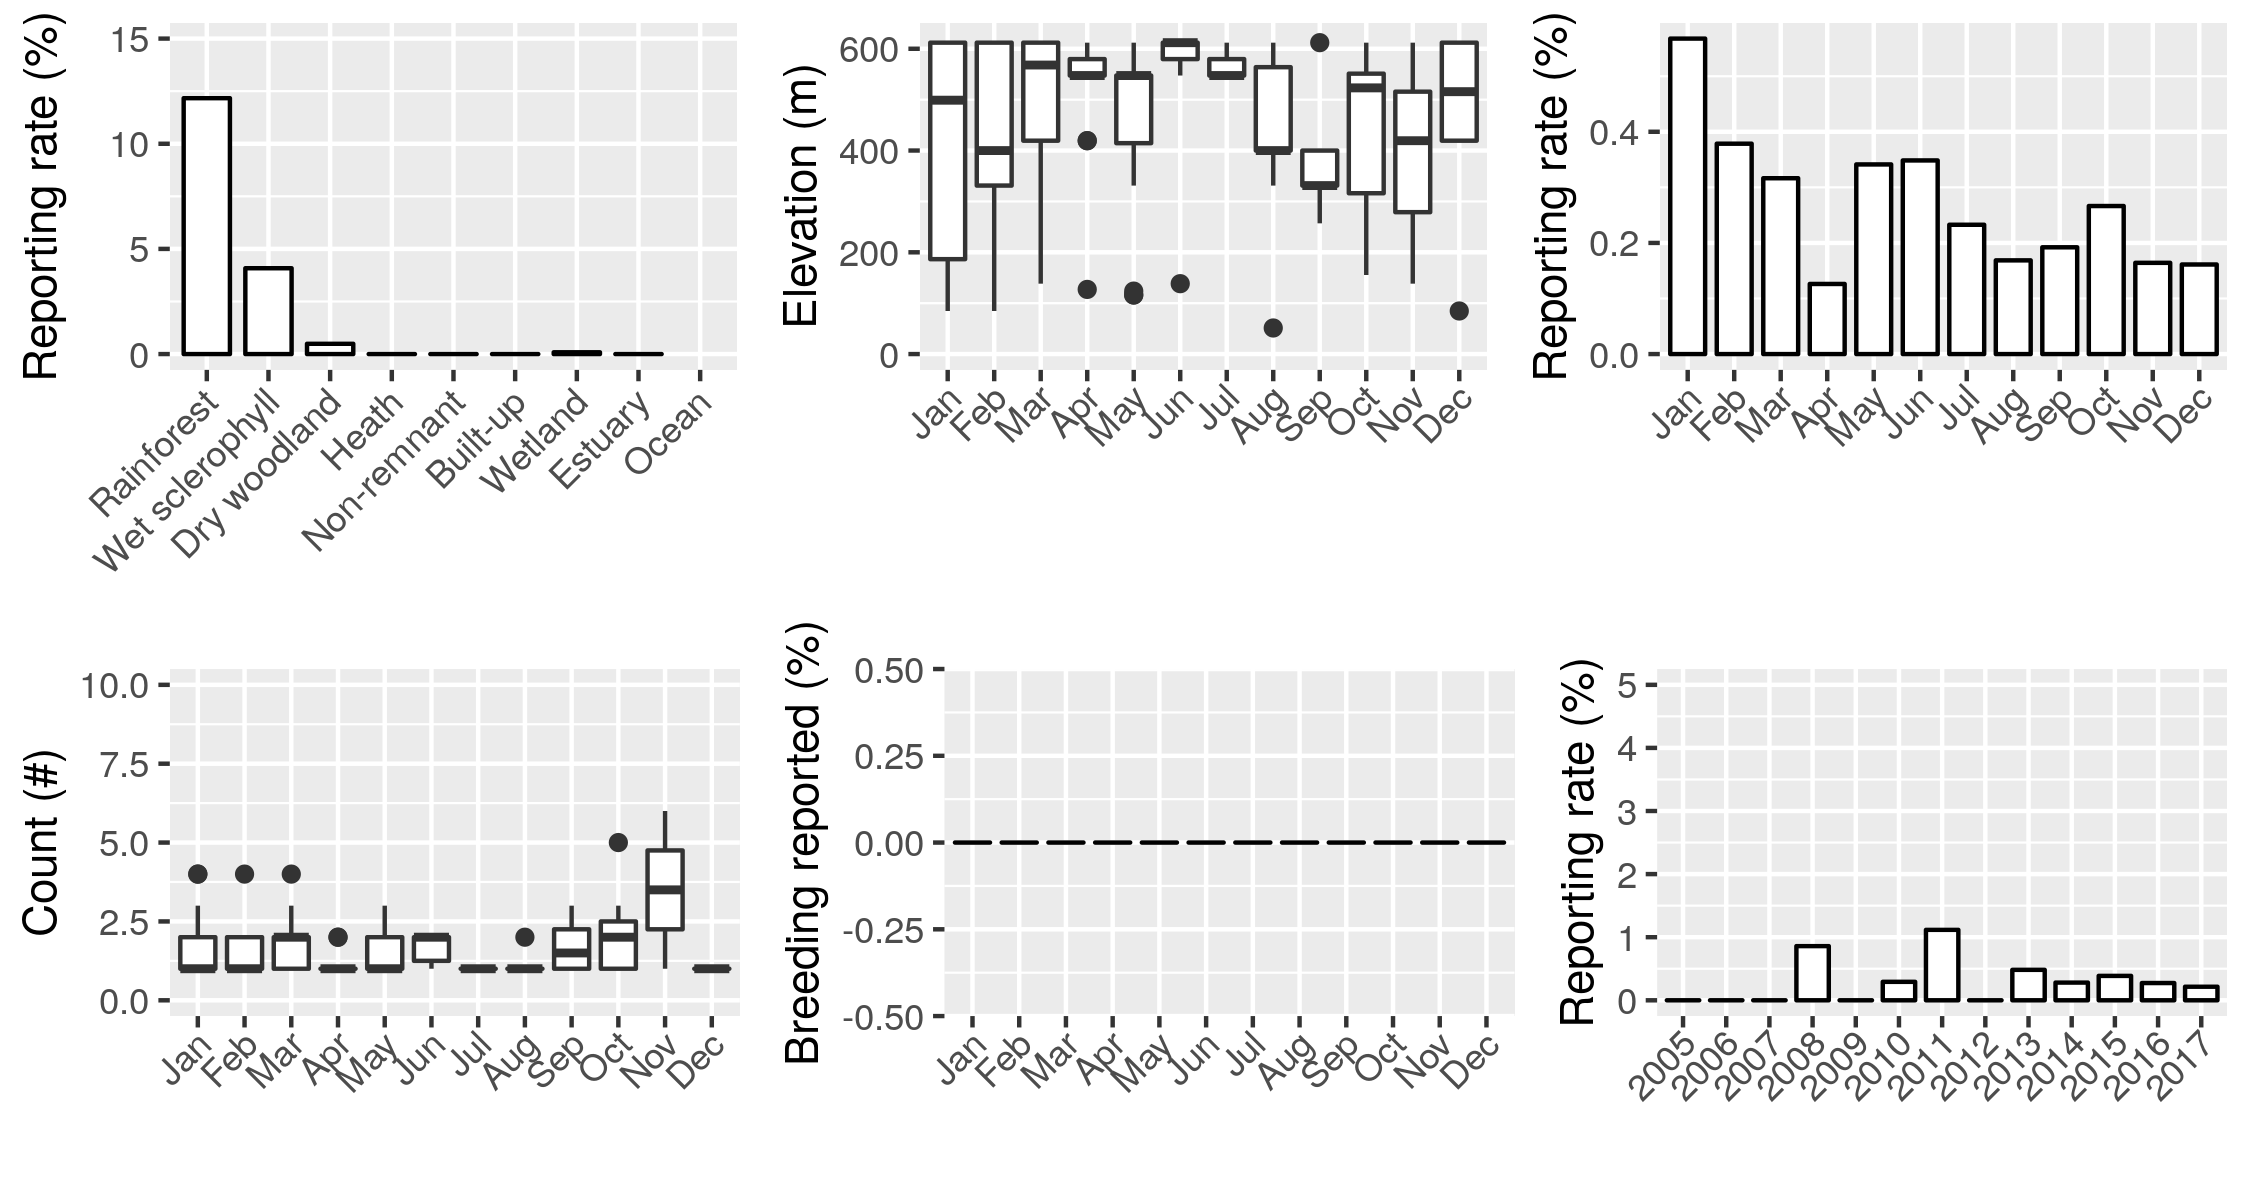 Reporting rate (%)
15
10
5
0
Rainforest
Wet sclerophyll
Dry woodland
Heath
Non-remnant
Built-up
Wetland
Estuary
Ocean
Elevation (m)
600
400
200
0
Jan
Feb
Mar
Apr
May
Jun
Jul
Aug
Sep
Oct
Nov
Dec
Reporting rate (%)
0.4
0.2
0.0
Jan
Feb
Mar
Apr
May
Jun
Jul
Aug
Sep
Oct
Nov
Dec
Count (#)
10.0
7.5
5.0
2.5
0.0
Jan
Feb
Mar
Apr
May
Jun
Jul
Aug
Sep
Oct
Nov
Dec
Breeding reported (%)
0.50
0.25
0.00
-0.25
-0.50
Jan
Feb
Mar
Apr
May
Jun
Jul
Aug
Sep
Oct
Nov
Dec
Reporting rate (%)
5
4
3
2
1
0
2005
2006
2007
2008
2009
2010
2011
2012
2013
2014
2015
2016
2017